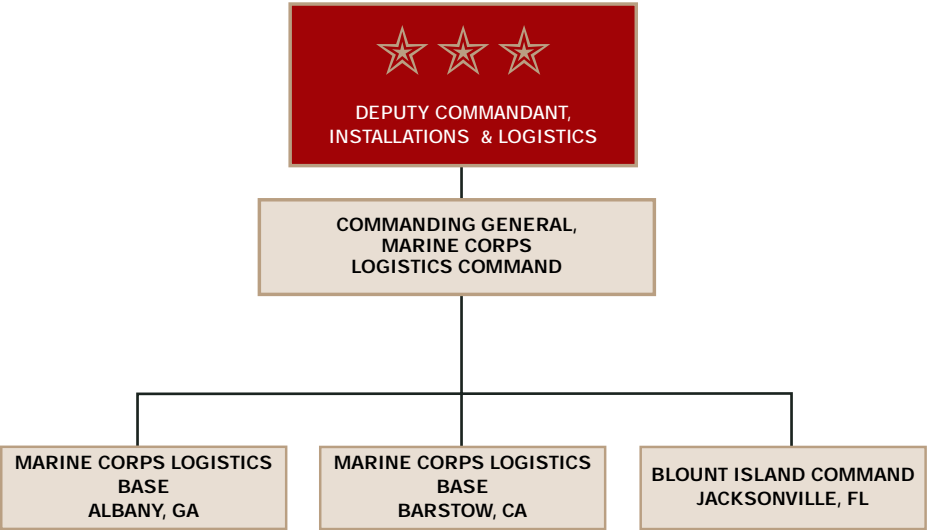 DEPUTY COMMANDANT,
INSTALLATIONS & LOGISTICS
COMMANDING GENERAL,
MARINE CORPS
LOGISTICS COMMAND
MARINE CORPS LOGISTICS
BASE
ALBANY, GA
MARINE CORPS LOGISTICS
BASE
BARSTOW, CA
BLOUNT ISLAND COMMAND
JACKSONVILLE, FL